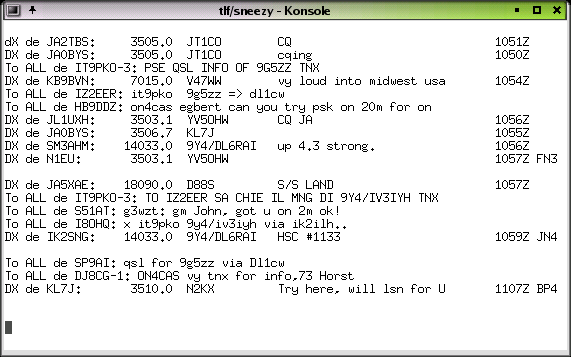 tlf/sneezy - Konsole
dX de JA2TBS: 3505.0 JT1CO CQ 1051Z
DX de JA0BYS: 3505.0 JT1CO cqing 1050Z
To ALL de IT9PKO-3: PSE QSL INFO OF 9G5ZZ TNX
DX de KB9BVN: 7015.0 V47WW vy loud into midwest usa 1054Z
To ALL de IZ2EER: it9pko 9g5zz => dl1cw
To ALL de HB9DDZ: on4cas egbert can you try psk on 20m for on
DX de JL1UXH: 3503.1 YV5OHW CQ JA 1056Z
DX de JA0BYS: 3506.7 KL7J 1055Z
DX de SM3AHM: 14033.0 9Y4/DL6RAI up 4.3 strong. 1056Z
DX de N1EU: 3503.1 YV5OHW 1057Z FN3
DX de JA5XAE: 18090.0 D88S S/S LAND 1057Z
To ALL de IT9PKO-3: TO IZ2EER SA CHIE IL MNG DI 9Y4/IV3IYH TNX
To ALL de S51AT: g3wzt: gm John, got u on 2m ok!
To ALL de I8OHQ: x it9pko 9y4/iv3iyh via ik2ilh..
DX de IK2SNG: 14033.0 9Y4/DL6RAI HSC #1133 1059Z JN4
To ALL de SP9AI: qsl for 9g5zz via Dl1cw
To ALL de DJ8CG-1: ON4CAS vy tnx for info,73 Horst
DX de KL7J: 3510.0 N2KX Try here, will lsn for U 1107Z BP4